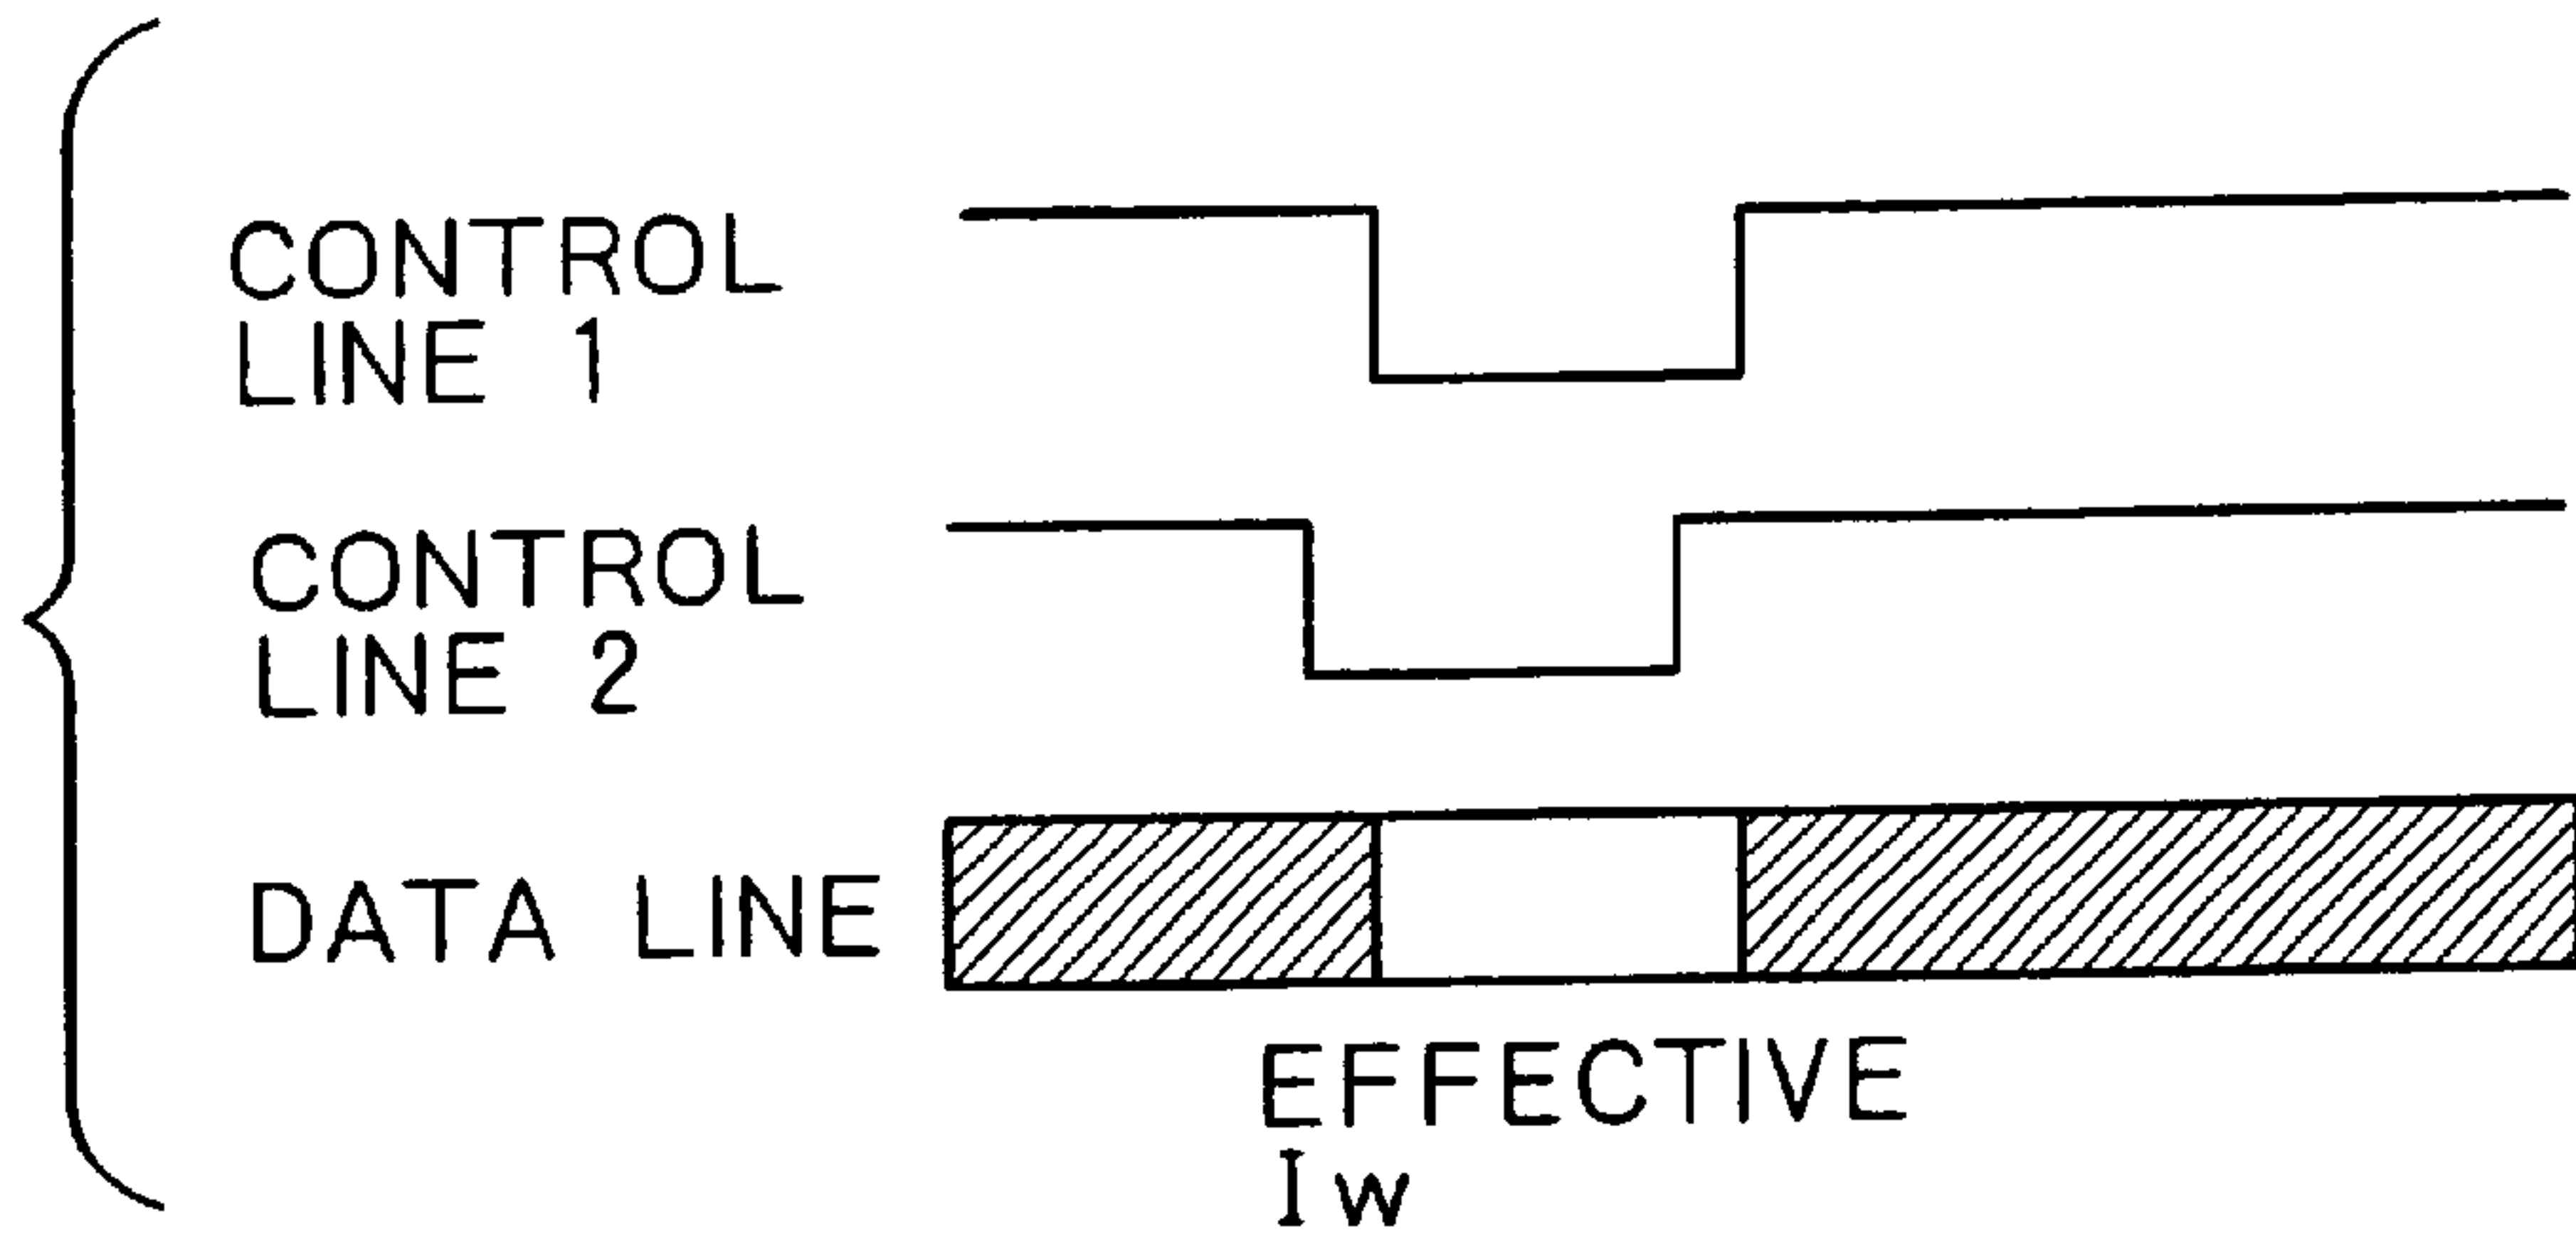 CONTROL
LINE 1
CONTROL
LINE 2
DATA LINE
EFFECTIVE
Iw